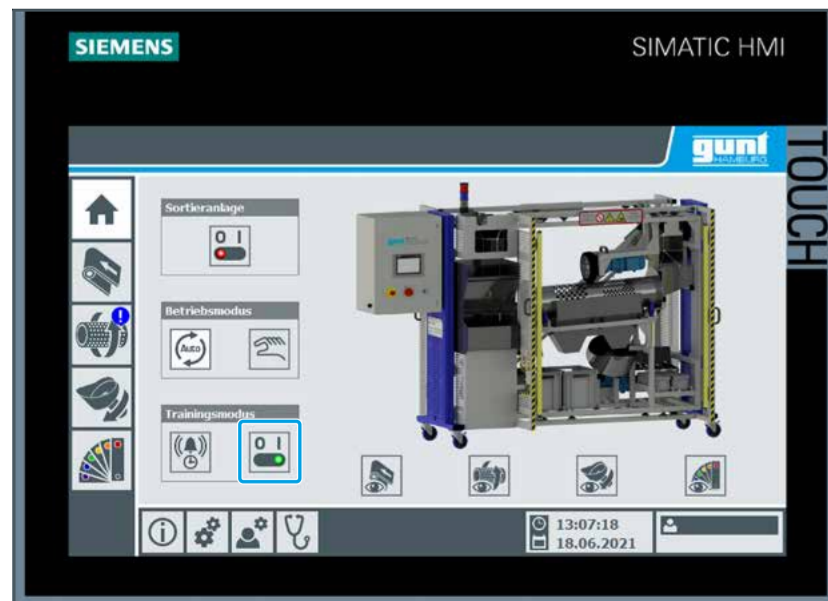 SIEMENS
SIMATIC HMI
TOUCH
gunt
HAMBURG
Sortieranlage
0 I
Betriebsmodus
Auto
Trainingsmodus
0 I
13:07:18
18.06.2021